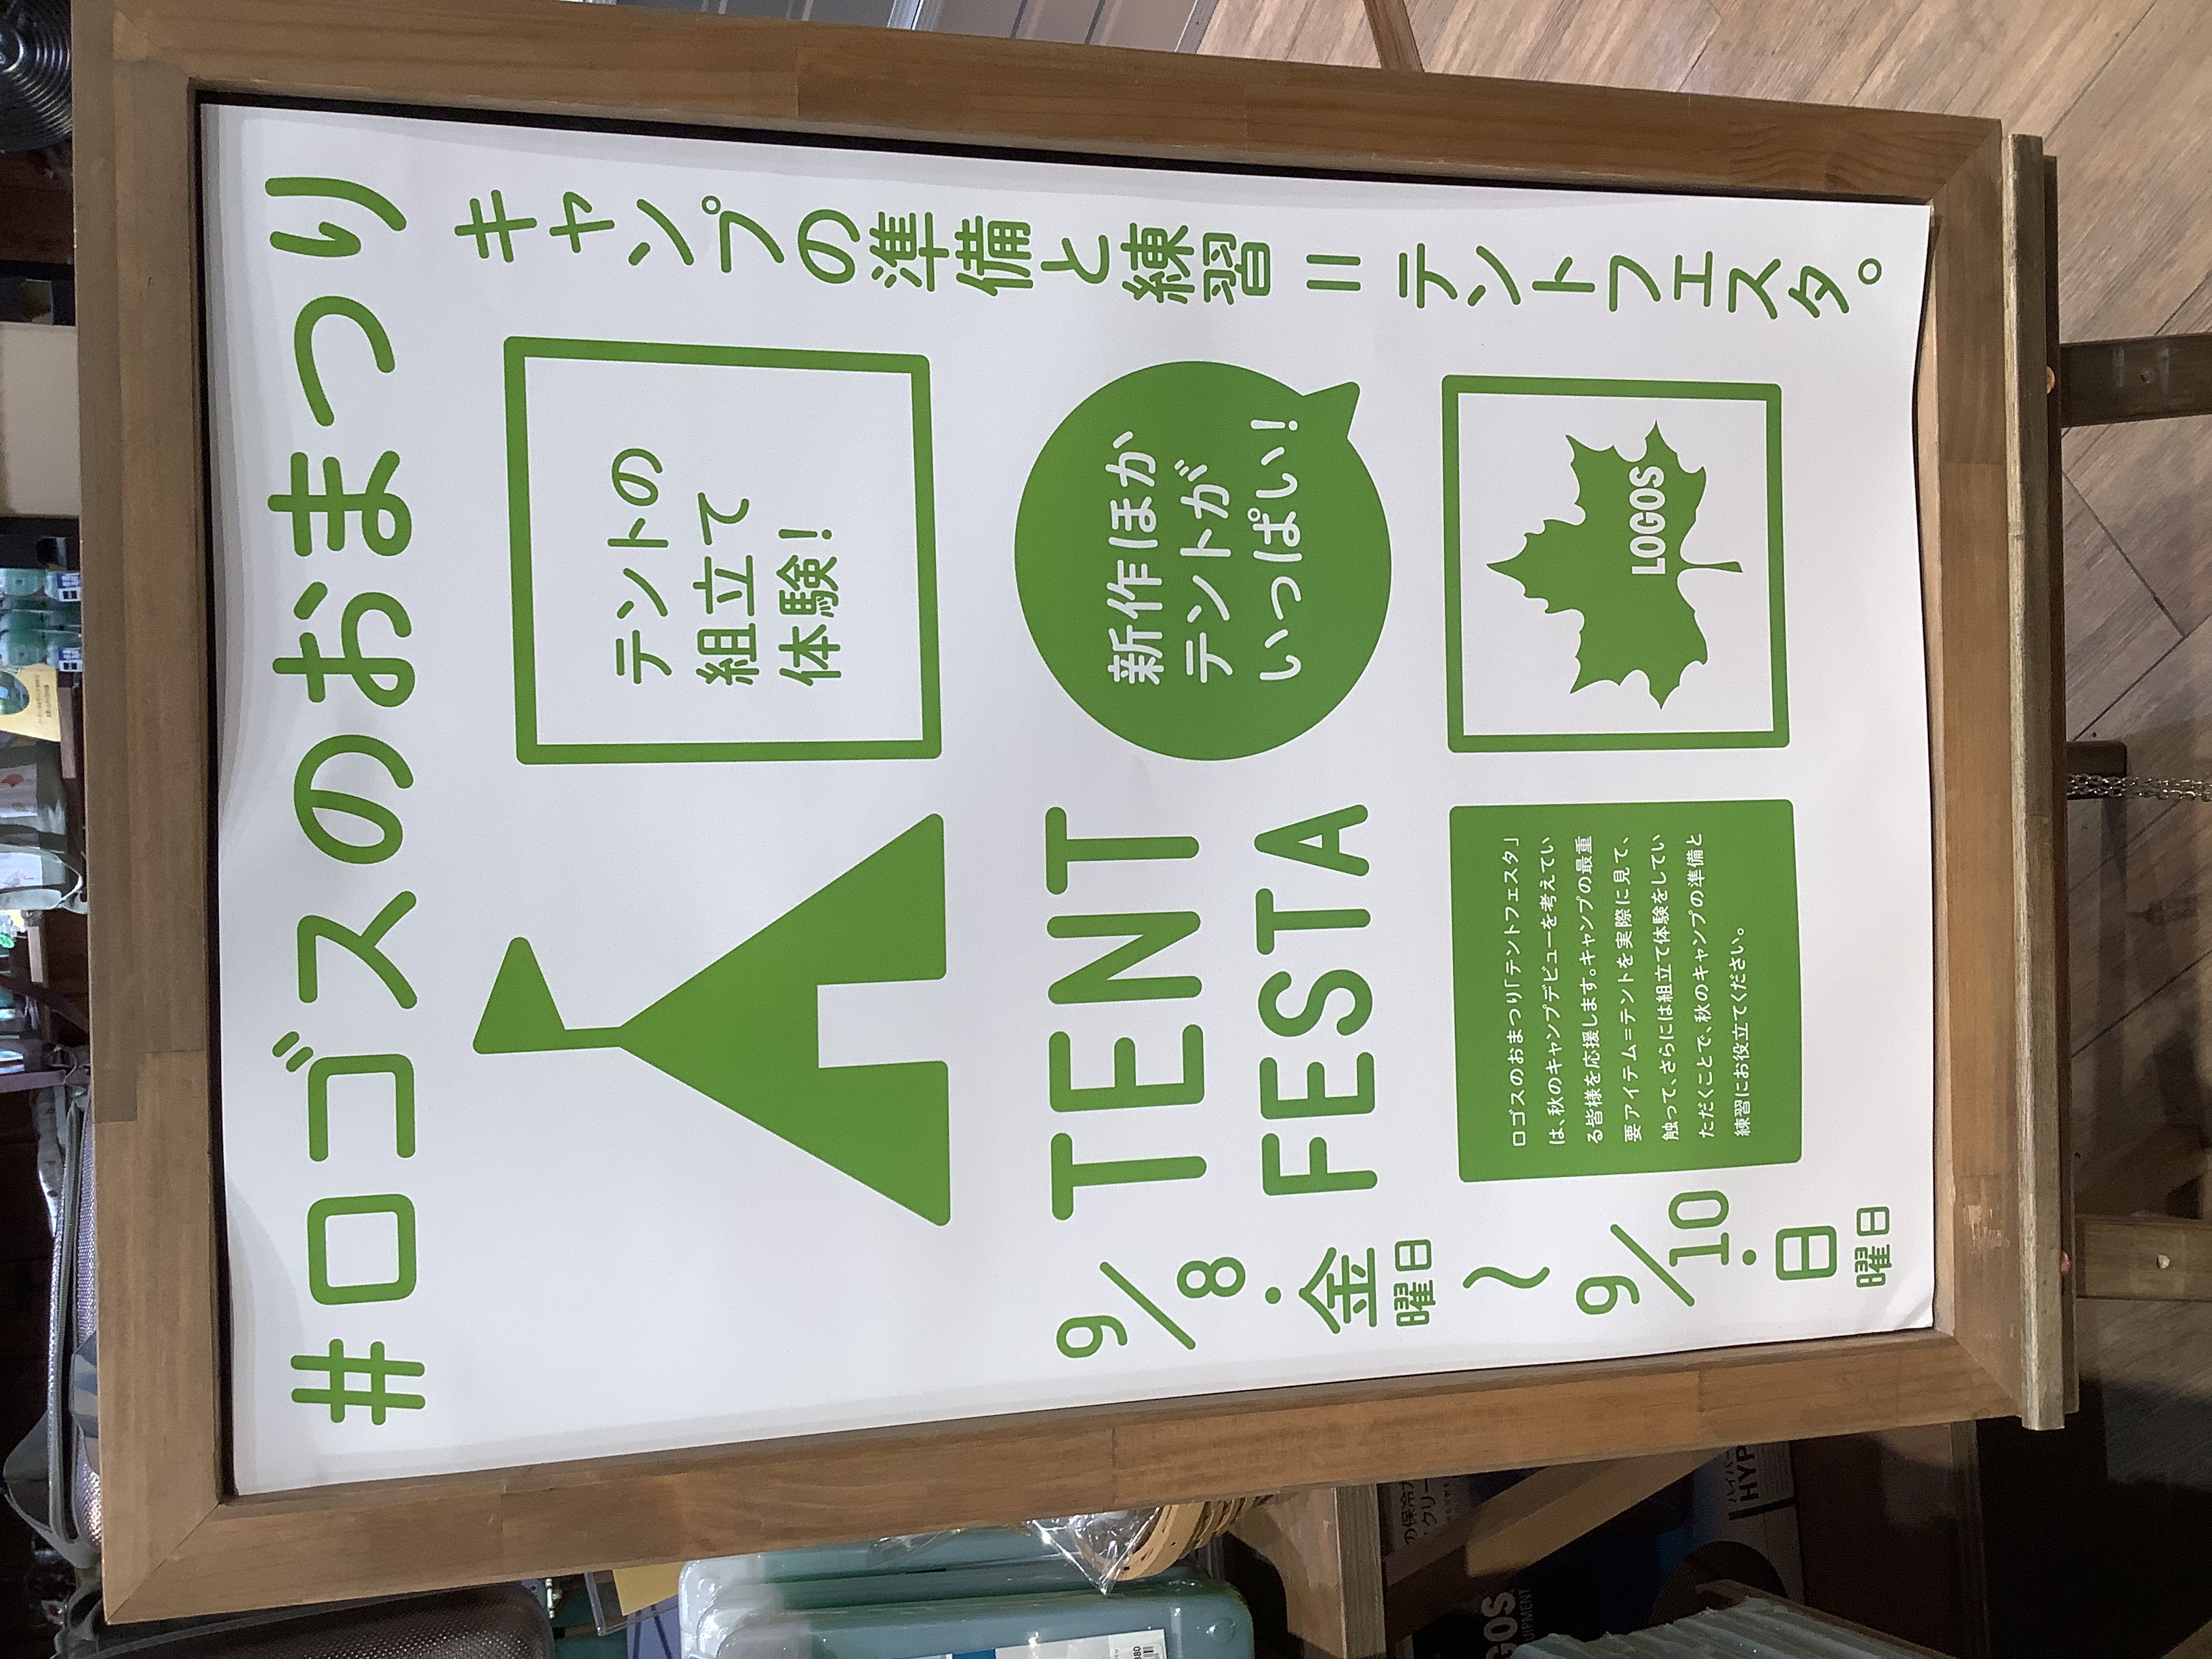 #ロゴスのおまつり
キャンプの準備と練習=テントフェスタ。
テントの
組立て
体験!
TENT
FESTA
新作ほか
テントが
いっぱい!
9/8・金曜日〜9/10・日曜日
ロゴスのおまつり「テントフェスタ」
は、秋のキャンプデビューを考えてい
る皆様を応援します。キャンプの最重
要アイテム=テントを実際に見て、
触って、さらには組立て体験をしてい
ただくことで、秋のキャンプの準備と
練習にお役立てください。
LOGOS